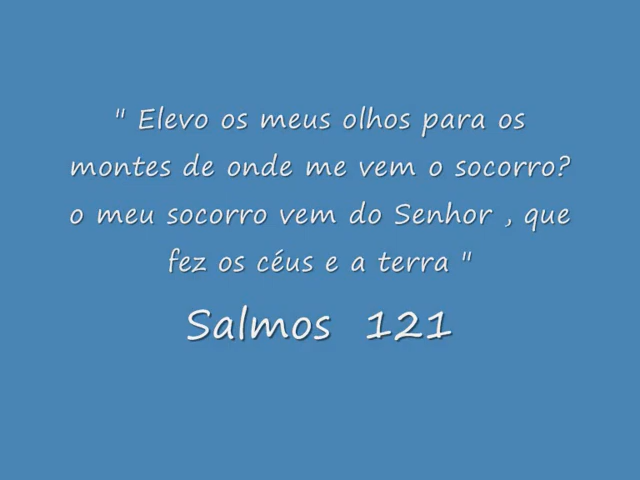 " Elevo os meus olhos para os
montes de onde me vem o socorro?
o meu socorro vem do Senhor , que
fez os céus e a terra "
Salmos 121